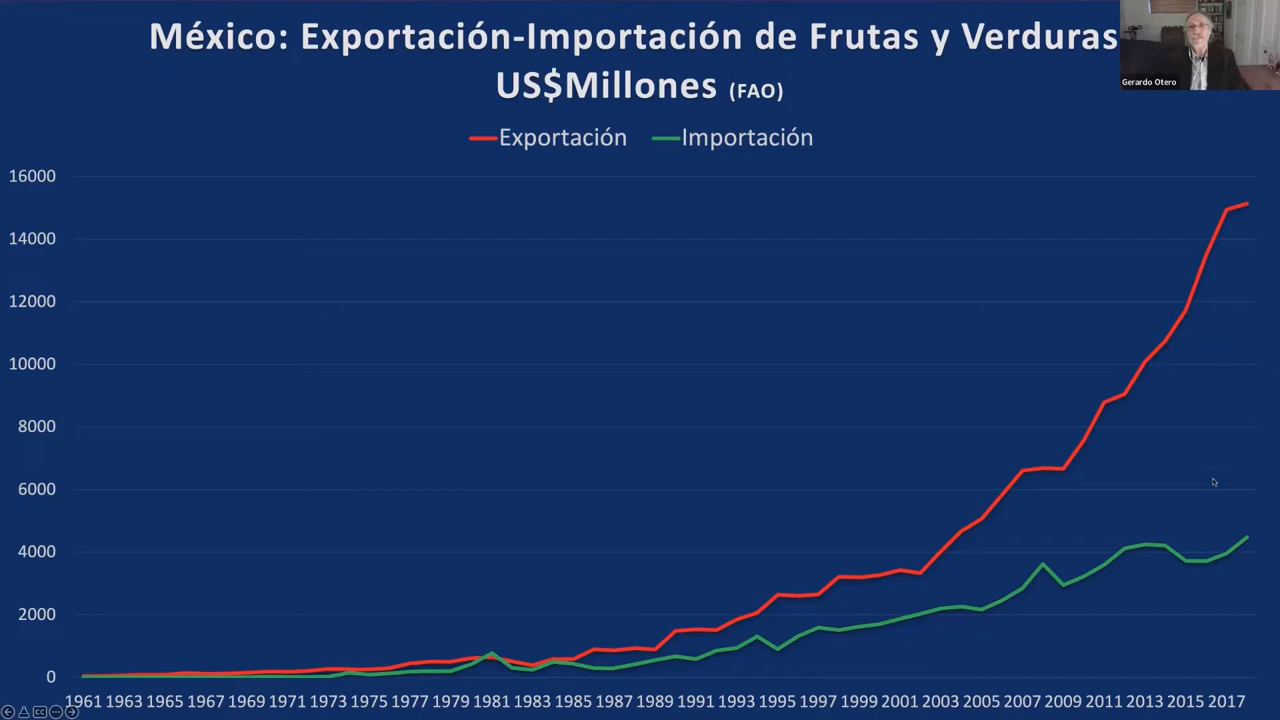 México: Exportación-Importación de Frutas y Verduras
US$Millones (FAO)
Gerardo Otero
Exportación Importación
16000
14000
12000
10000
8000
6000
4000
2000
0
1961 1963 1965 1967 1969 1971 1973 1975 1977 1979 1981 1983 1985 1987 1989 1991 1993 1995 1997 1999 2001 2003 2005 2007 2009 2011 2013 2015 2017